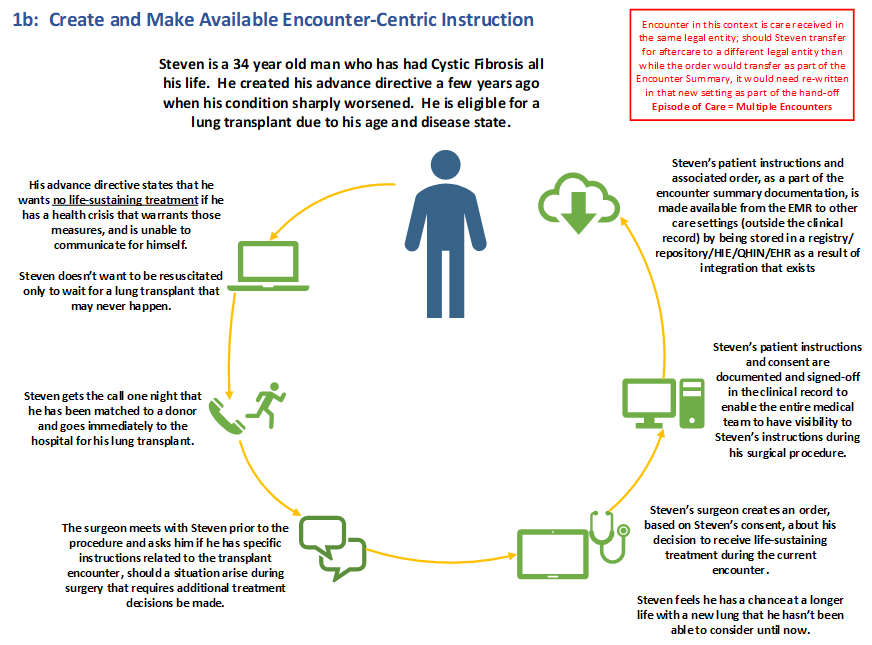 1b:  Create and Make Available Encounter-Centric Instruction
Encounter in this context is care received in
the same legal entity; should Steven transfer
for aftercare to a different legal entity then
while the order would transfer as part of the
Encounter Summary, it would need re-written
in that new setting as part of the hand-off
Episode of Care = Multiple Encounters
Steven is a 34 year old man who has had Cystic Fibrosis all
his life.  He created his advance directive a few years ago
when his condition sharply worsened.  He is eligible for a
lung transplant due to his age and disease state.
His advance directive states that he
wants no life-sustaining treatment if he
has a health crisis that warrants those
measures, and is unable to
communicate for himself.
Steven doesn't want to be resuscitated
only to wait for a lung transplant that
may never happen.
Steven gets the call one night that
he has been matched to a donor
and goes immediately to the
hospital for his lung transplant.
The surgeon meets with Steven prior to the
procedure and asks him if he has specific
instructions related to the transplant
encounter, should a situation arise during
surgery that requires additional treatment
decisions be made.
Steven's surgeon creates an order,
based on Steven's consent, about his
decision to receive life-sustaining
treatment during the current
encounter.
Steven feels he has a chance at a longer
life with a new lung that he hasn't been
able to consider until now.
Steven's patient instructions
and consent are
documented and signed-off
in the clinical record to
enable the entire medical
team to have visibility to
Steven's instructions during
his surgical procedure.
Steven's patient instructions and
associated order, as a part of the
encounter summary documentation, is
made available from the EMR to other
care settings (outside the clinical
record) by being stored in a registry/
repository/HIE/QHIN/EHR as a result of
integration that exists